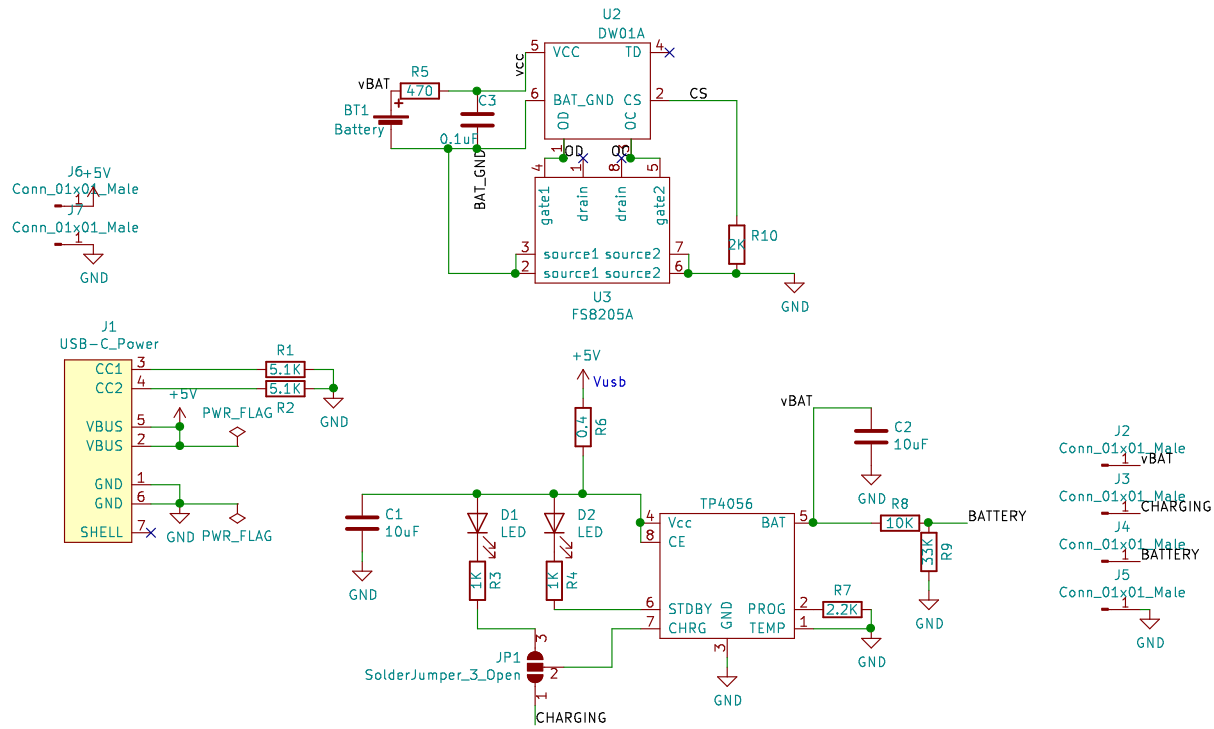 U2
DW01A
5
VCC
TD
4
vcc
R5
vBAT
470
C3
6
BAT_GND
CS
2
CS
BT1
Battery
0.1uF
OD
OC
1
3
OD
OC
BAT_GND
4
1
8
5
gate1
drain
drain
gate2
3
source1
source2
7
2
source1
source2
6
U3
FS8205A
2K
R10
GND
J6
+5V
Conn_01x01_Male
1
J7
Conn_01x01_Male
1
GND
J1
USB-C_Power
CC1
3
CC2
4
VBUS
5
VBUS
2
GND
1
GND
6
SHELL
7
R1
5.1K
5.1K
R2
GND
+5V
PWR_FLAG
GND
PWR_FLAG
+5V
Vusb
0.4
R6
C1
10uF
GND
D1
LED
D2
LED
1K
R3
1K
R4
TP4056
4
Vcc
8
CE
6
STDBY
7
CHRG
GND
3
BAT
5
PROG
2
TEMP
1
GND
JP1
SolderJumper_3_Open
3
2
1
CHARGING
vBAT
C2
10uF
GND
R8
10K
BATTERY
33K
R9
GND
R7
2.2K
GND
J2
Conn_01x01_Male
1
vBAT
J3
Conn_01x01_Male
1
CHARGING
J4
Conn_01x01_Male
1
BATTERY
J5
Conn_01x01_Male
1
GND